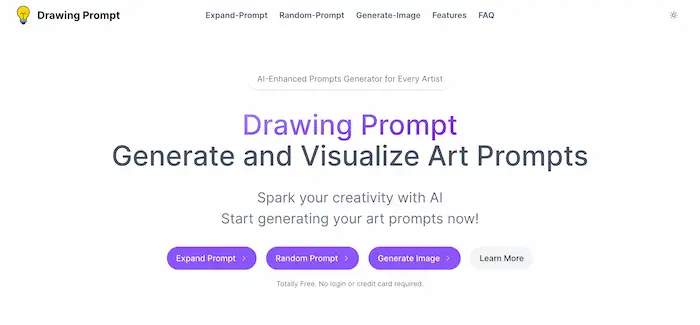 Drawing Prompt
Expand-Prompt Random-Prompt Generate-Image Features FAQ
AI-Enhanced Prompts Generator for Every Artist
Drawing Prompt
Generate and Visualize Art Prompts
Spark your creativity with AI
Start generating your art prompts now!
Expand Prompt Random Prompt Generate Image Learn More
Totally Free. No login or credit card required.